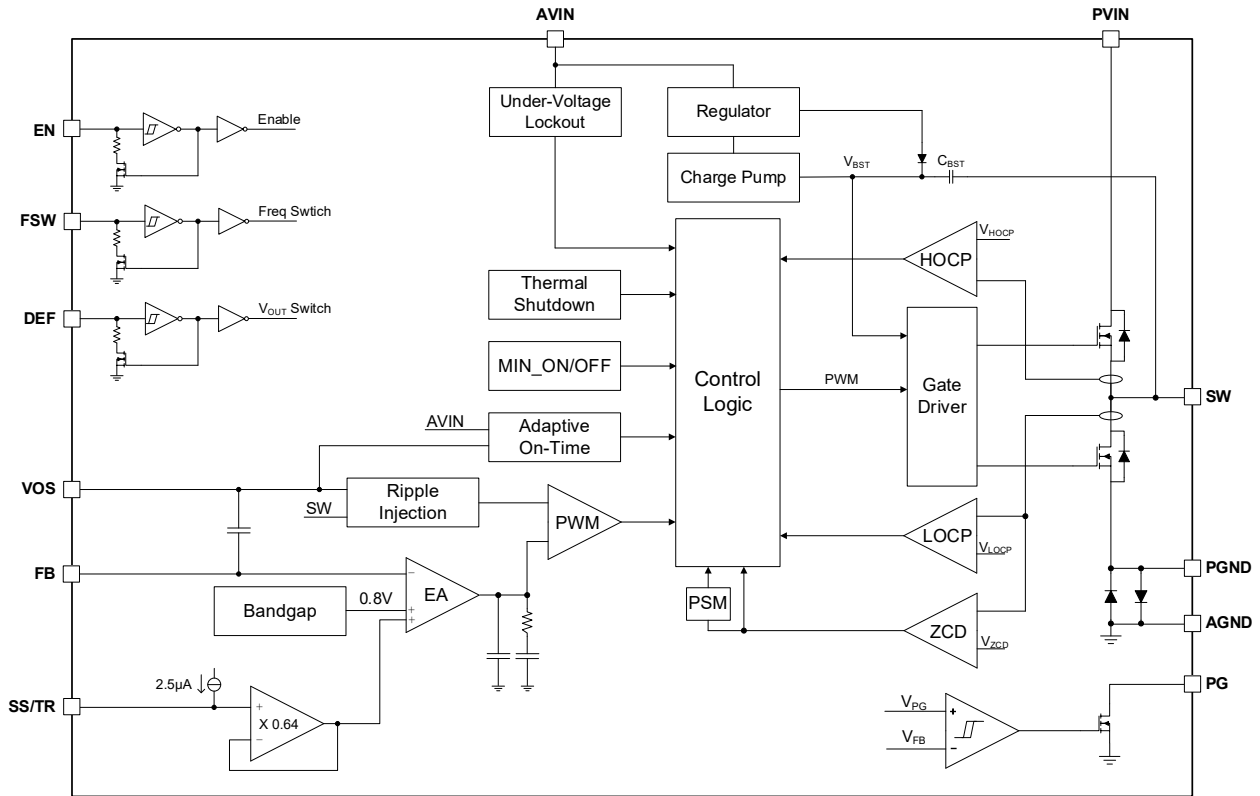 AVIN
PVIN
EN
Enable
Under-Voltage
Lockout
Regulator
Charge Pump
VBST
CBST
FSW
Freq Swtich
DEF
VOUT Switch
Thermal
Shutdown
MIN_ON/OFF
AVIN
Adaptive
On-Time
Control
Logic
HOCP
VHOCP
PWM
Gate
Driver
SW
VOS
SW
Ripple
Injection
PWM
LOCP
VLOCP
FB
EA
−
+
+
Bandgap
0.8V
PSM
ZCD
VZCD
PGND
AGND
SS/TR
2.5µA
+
X 0.64
−
VPG
+
VFB
−
PG